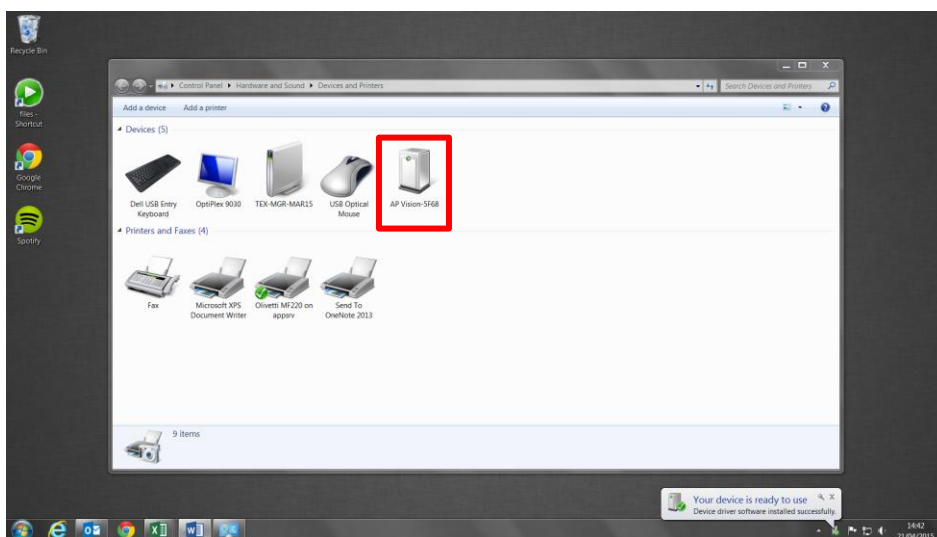 Recycle Bin
Control Panel ▸ Hardware and Sound ▸ Devices and Printers
Search Devices and Printers
files -
Shortcut
Add a device Add a printer
Devices (5)
Google
Chrome
Dell USB Entry
Keyboard
OptiPlex 9030
TEX-MGR-MAR15
USB Optical
Mouse
AP Vision-5F68
Spotify
Printers and Faxes (4)
Fax
Microsoft XPS
Document Writer
Olivetti MF220 on
appsrv
Send To
OneNote 2013
9 items
Your device is ready to use
Device driver software installed successfully.
14:42
21/04/2015